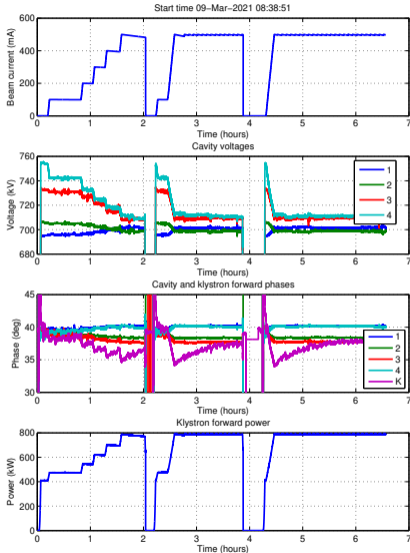 Start time 09−Mar−2021 08:38:51
600
400
200
0
Beam current (mA)
0 1 2 3 4 5 6 7
Time (hours)
Cavity voltages
760
740
720
700
680
Voltage (kV)
1
2
3
4
0 1 2 3 4 5 6 7
Time (hours)
Cavity and klystron forward phases
45
40
35
30
Phase (deg)
1
2
3
4
K
0 1 2 3 4 5 6 7
Time (hours)
Klystron forward power
800
600
400
200
0
Power (kW)
0 1 2 3 4 5 6 7
Time (hours)